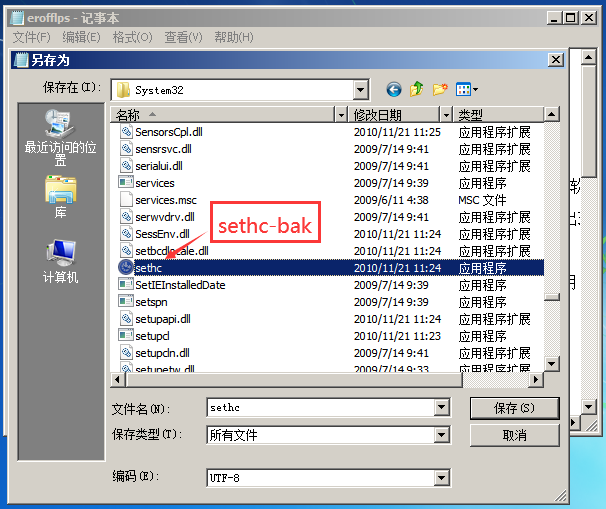 erofflps - 记事本
文件(F) 编辑(E) 格式(O) 查看(V) 帮助(H)
另存为
保存在(I):
System32
最近访问的位置
库
计算机
名称 修改日期 类型
SensorsCpl.dll 2010/11/21 11:25 应用程序扩展
sensrsvc.dll 2009/7/14 9:41 应用程序扩展
serialui.dll 2009/7/14 9:41 应用程序扩展
services 2009/7/14 9:39 应用程序
services.msc 2009/6/11 4:38 MSC 文件
serwvdrv.dll 2009/7/14 9:41 应用程序扩展
SessEnv.dll 2010/11/21 11:24 应用程序扩展
sethc-bak
setbcdlocale.dll 2010/11/21 11:24 应用程序扩展
sethc 2010/11/21 11:24 应用程序
SetIEInstalledDate 2009/7/14 9:39 应用程序
setspn 2009/7/14 9:39 应用程序
setupapi.dll 2010/11/21 11:24 应用程序扩展
setupcl 2010/11/21 11:23 应用程序
setupcln.dll 2009/7/14 9:41 应用程序扩展
setupetw.dll 2009/7/14 9:33 应用程序扩展
文件名(N): sethc 保存(S)
保存类型(T): 所有文件 取消
编码(E): UTF-8